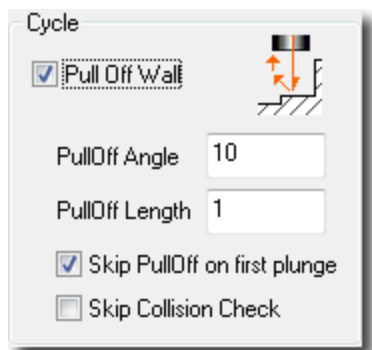 Cycle
Pull Off Wall
PullOff Angle 10
PullOff Length 1
Skip PullOff on first plunge
Skip Collision Check